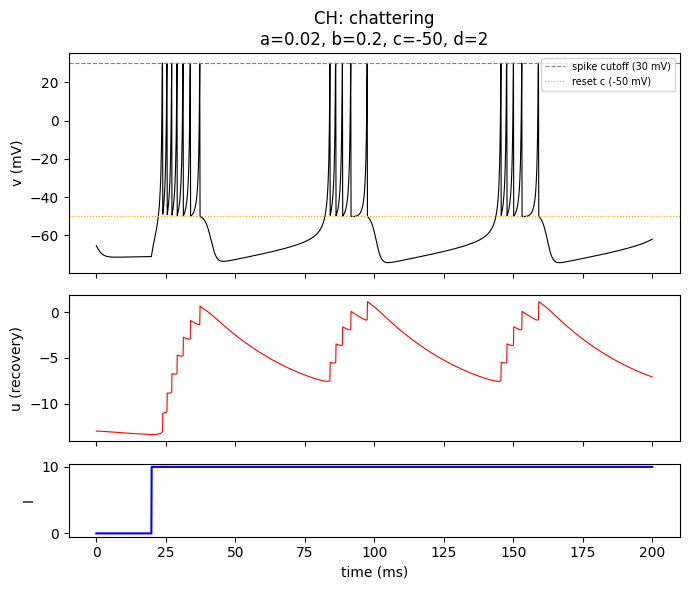 CH: chattering
a=0.02, b=0.2, c=-50, d=2
spike cutoff (30 mV)
reset c (-50 mV)
v (mV)
20
0
−20
−40
−60
u (recovery)
0
−5
−10
I
10
0
0 25 50 75 100 125 150 175 200
time (ms)